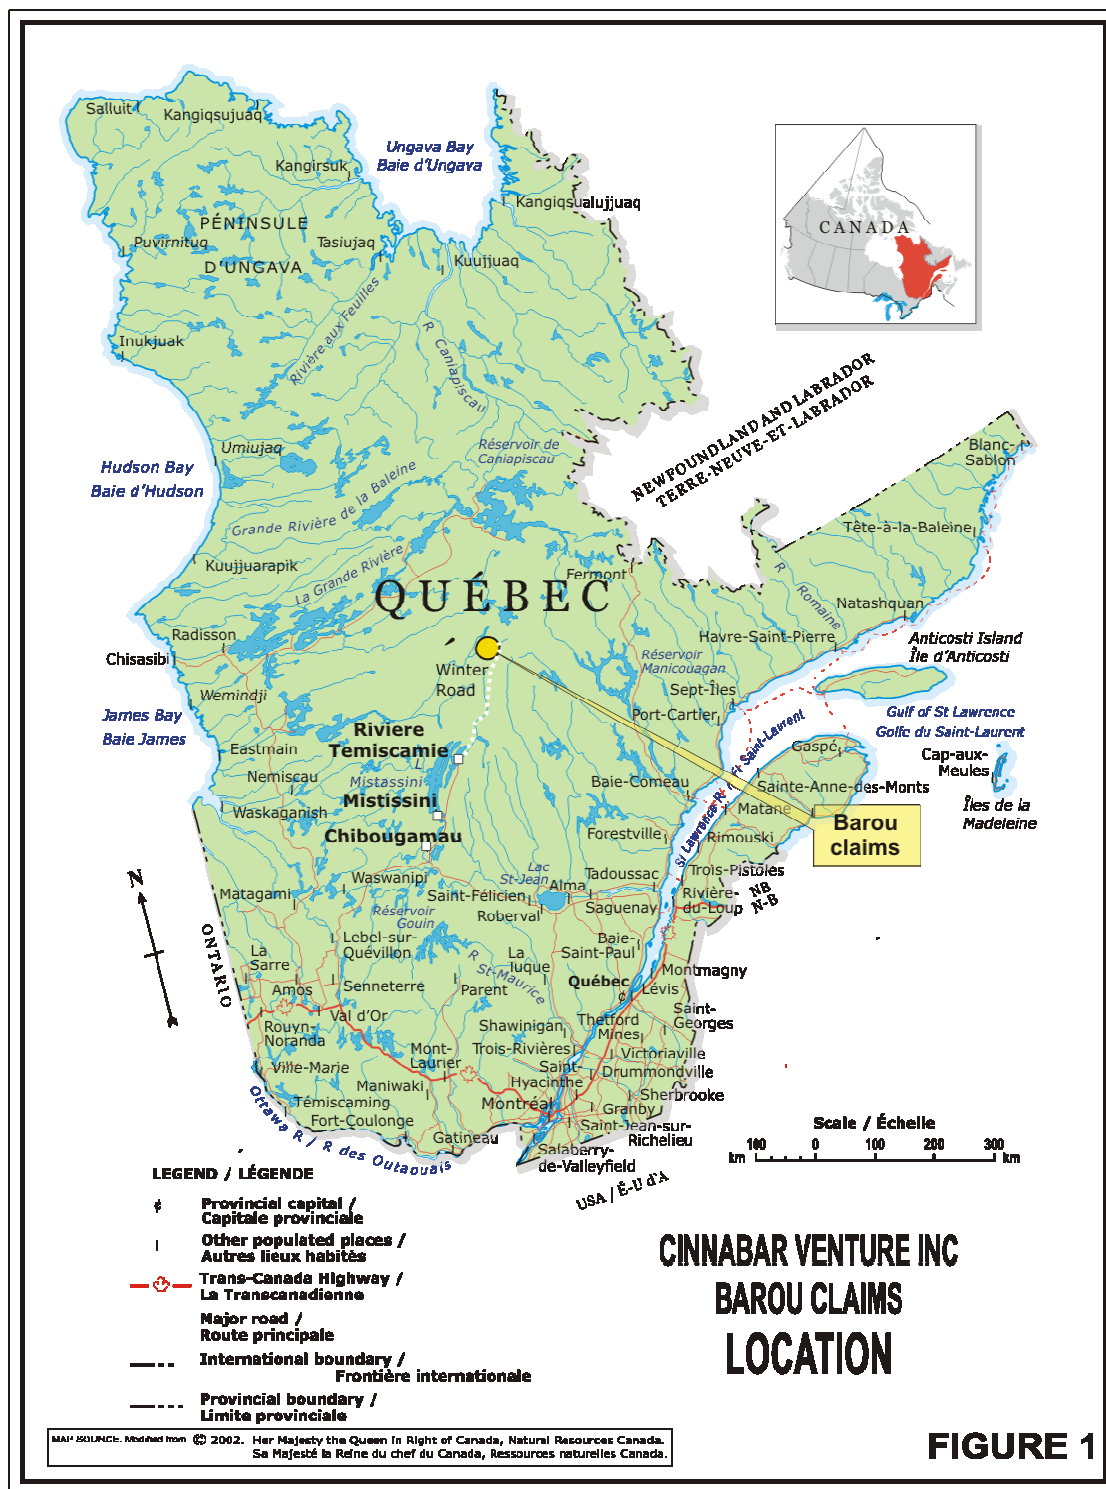 Salluit
Kangiqsujuaq
Kangirsuk
Ungava Bay
Baie d'Ungava
Kangiqsualujjuaq
PÉNINSULE
D'UNGAVA
Puvirnituq
Tasiujaq
Kuujjuaq
CANADA
Inukjuak
Rivière aux Feuilles
R Caniapiscau
NEWFOUNDLAND AND LABRADOR
TERRE-NEUVE-ET-LABRADOR
Umiujaq
Réservoir de
Caniapiscau
Blanc-
Sablon
Hudson Bay
Baie d'Hudson
Grande Rivière de la Baleine
Tête-à-la-Baleine
Kuujjuarapik
La Grande Rivière
Fermont
QUÉBEC
R Romaine
Natashquan
Radisson
Chisasibi
Havre-Saint-Pierre
Anticosti Island
Île d'Anticosti
Winter
Road
Réservoir
Manicouagan
Sept-Îles
Wemindji
James Bay
Baie James
Port-Cartier
Gulf of St Lawrence
Golfe du Saint-Laurent
Riviere
Temiscamie
Eastmain
Gaspé
Cap-aux-
Meules
Nemiscau
L
Mistassini
Baie-Comeau
Sainte-Anne-des-Monts
Mistissini
Waskaganish
Matane
Îles de la
Madeleine
Chibougamau
Forestville
St Lawrence R / Fl Saint-Laurent
Rimouski
Barou
claims
Waswanipi
Lac
St-Jean
Alma
Tadoussac
Trois-Pistoles
N
Matagami
Saint-Félicien
Roberval
Saguenay
Rivière-
du-Loup
NB
N-B
Réservoir
Gouin
ONTARIO
Lebel-sur-
Quévillon
La
Sarre
La
Tuque
Baie-
Saint-Paul
R St-Maurice
Montmagny
Amos
Senneterre
Parent
Québec
Lévis
Val d'Or
Rouyn-
Noranda
Shawinigan
Thetford
Mines
Saint-
Georges
Ville-Marie
Mont-
Laurier
Trois-Rivières
Victoriaville
Saint-
Hyacinthe
Drummondville
Maniwaki
Témiscaming
Montréal
Sherbrooke
Granby
Fort-Coulonge
Saint-Jean-sur-
Richelieu
Gatineau
Salaberry-
de-Valleyfield
Ottawa R / R des Outaouais
USA / É-U d'A
Scale / Échelle
100 0 100 200 300
km km
LEGEND / LÉGENDE
Provincial capital /
Capitale provinciale
Other populated places /
Autres lieux habités
Trans-Canada Highway /
La Transcanadienne
Major road /
Route principale
International boundary /
Frontière internationale
Provincial boundary /
Limite provinciale
CINNABAR VENTURE INC
BAROU CLAIMS
LOCATION
MAP SOURCE: Modified from © 2002. Her Majesty the Queen in Right of Canada, Natural Resources Canada.
Sa Majesté la Reine du chef du Canada, Ressources naturelles Canada.
FIGURE 1